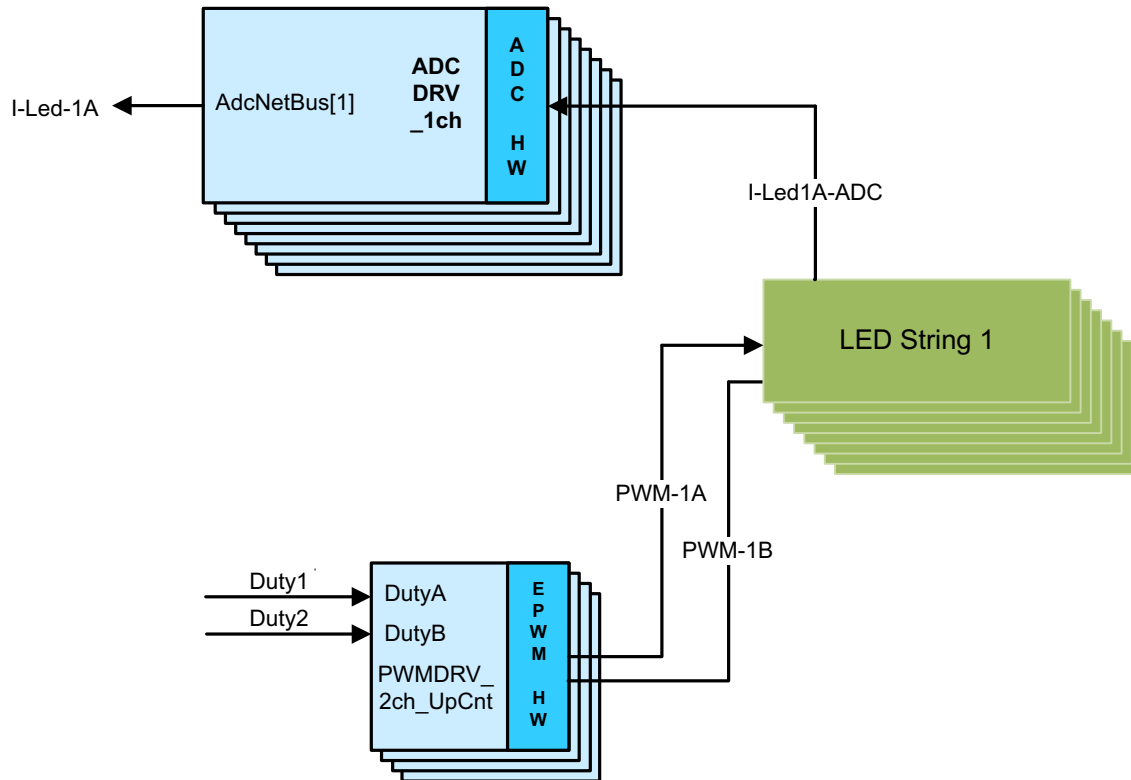 I-Led-1A
AdcNetBus[1]
ADC
DRV
_1ch
A
D
C
H
W
I-Led1A-ADC
LED String 1
PWM-1A
PWM-1B
Duty1
Duty2
DutyA
DutyB
PWMDRV_
2ch_UpCnt
E
P
W
M
H
W